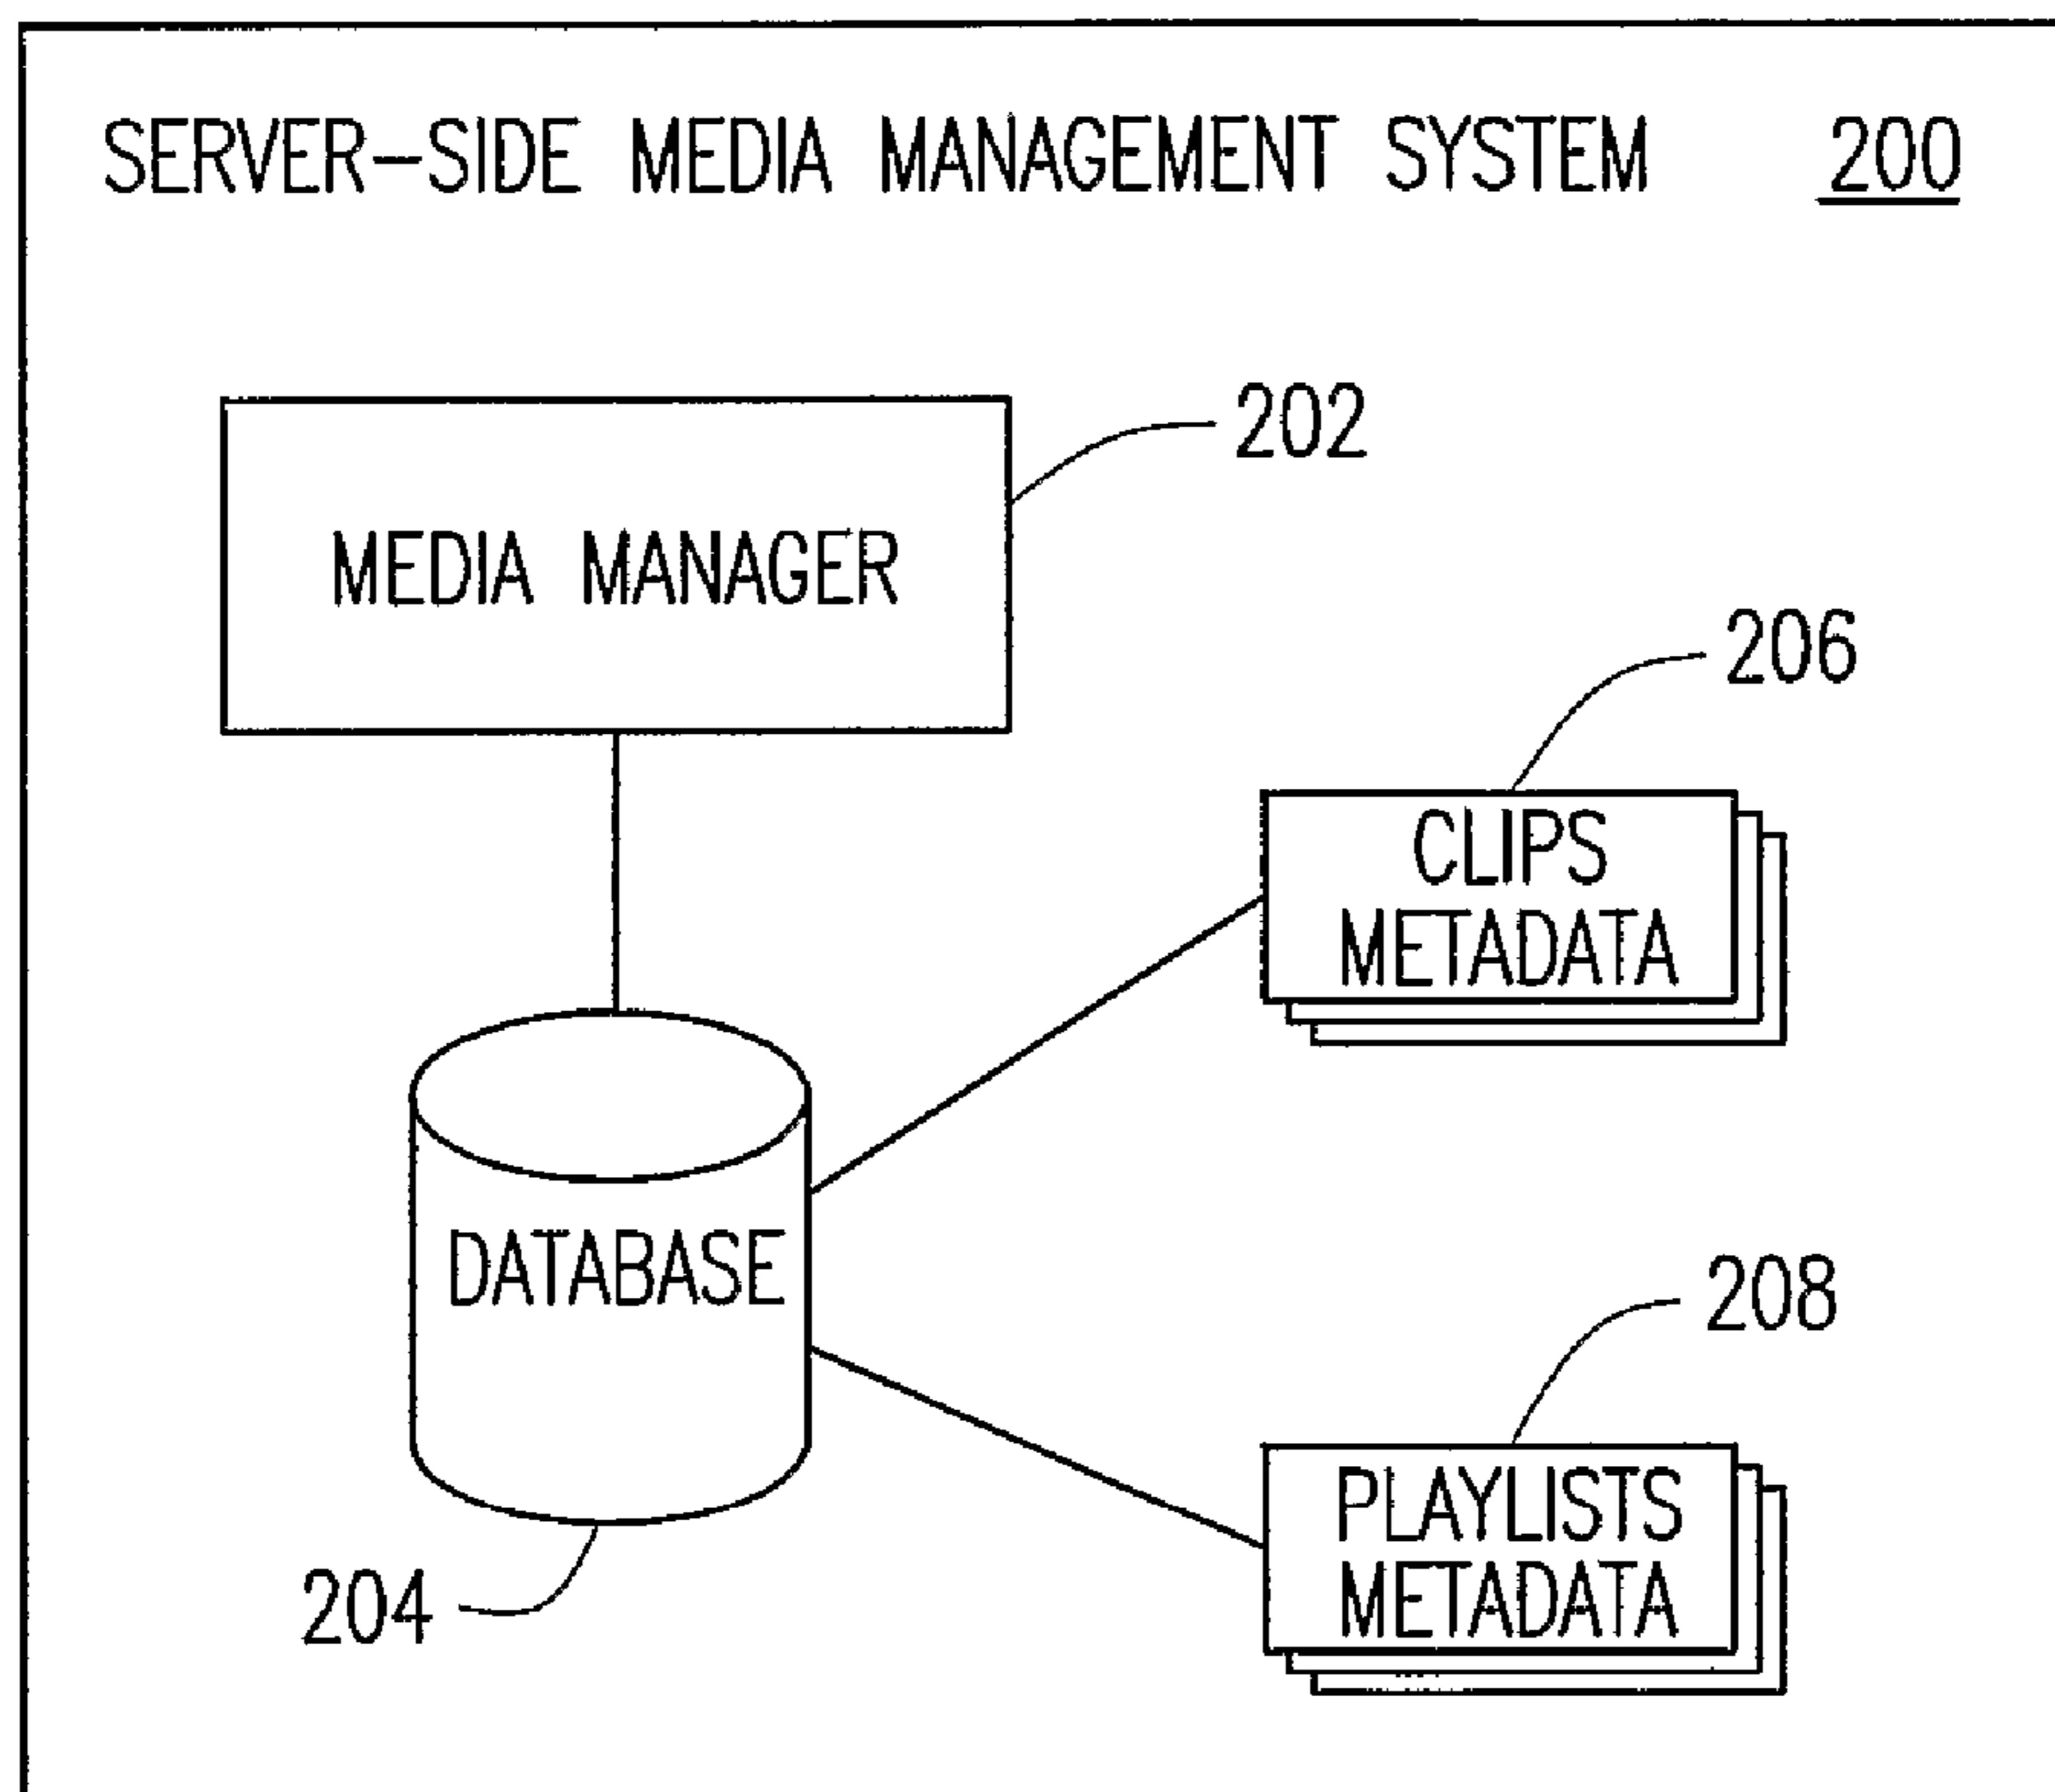 SERVER-SIDE MEDIA MANAGEMENT SYSTEM 200
202
MEDIA MANAGER
206
CLIPS
METADATA
DATABASE
208
PLAYLISTS
METADATA
204